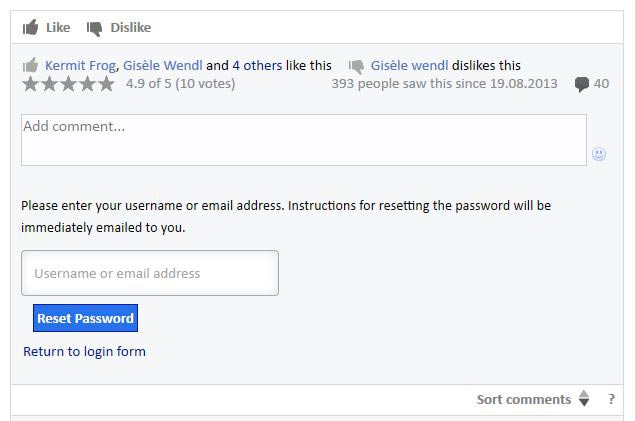 Like Dislike
Kermit Frog, Gisèle Wendl and 4 others like this Gisèle wendl dislikes this
4.9 of 5 (10 votes) 393 people saw this since 19.08.2013 40
Add comment...
Please enter your username or email address. Instructions for resetting the password will be
immediately emailed to you.
Username or email address
Reset Password
Return to login form
Sort comments ?